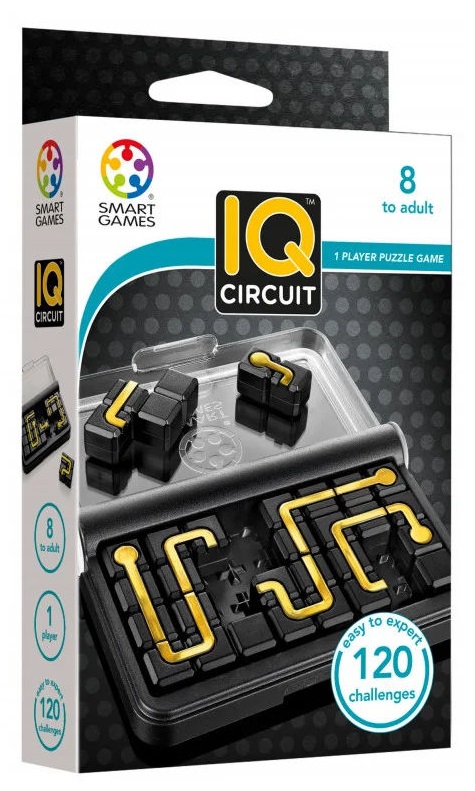 SMART
GAMES
IQ
CIRCUIT
8
to adult
1
player
easy to expert
120
challenges
SMART
GAMES
IQ™
CIRCUIT
8
to adult
1 PLAYER PUZZLE GAME
easy to expert
120
challenges